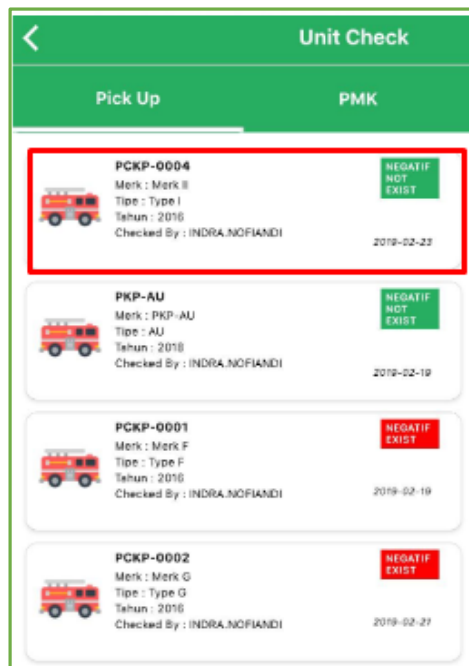 Unit Check
Pick Up
PMK
PCKP-0004
Merk : Merk II
Tipe : Type I
Tahun : 2016
Checked By : INDRA.NOFIANDI
NEGATIF
NOT
EXIST
2019-02-23
PKP-AU
Merk : PKP-AU
Tipe : AU
Tahun : 2018
Checked By : INDRA.NOFIANDI
NEGATIF
NOT
EXIST
2019-02-19
PCKP-0001
Merk : Merk F
Tipe : Type F
Tahun : 2016
Checked By : INDRA.NOFIANDI
NEGATIF
EXIST
2019-02-19
PCKP-0002
Merk : Merk G
Tipe : Type G
Tahun : 2016
Checked By : INDRA.NOFIANDI
NEGATIF
EXIST
2019-02-21